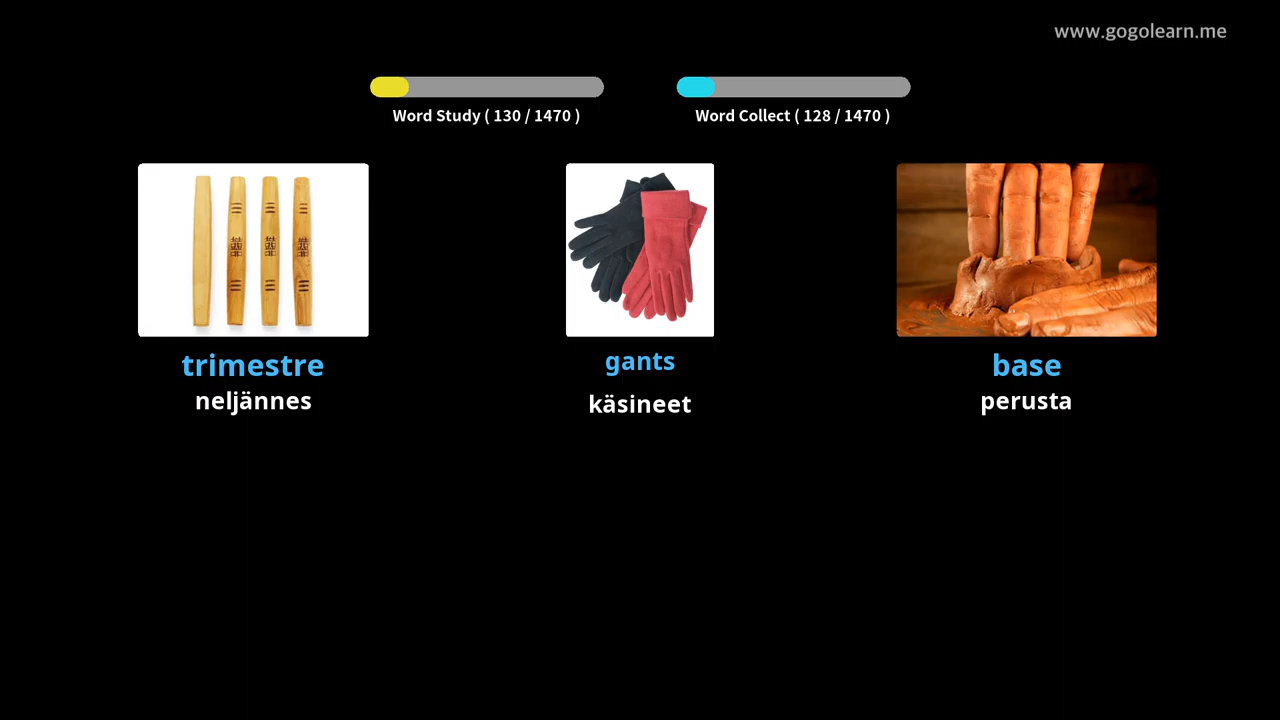 www.gogolearn.me
Word Study ( 130 / 1470 )
Word Collect ( 128 / 1470 )
trimestre
neljännes
gants
käsineet
base
perusta